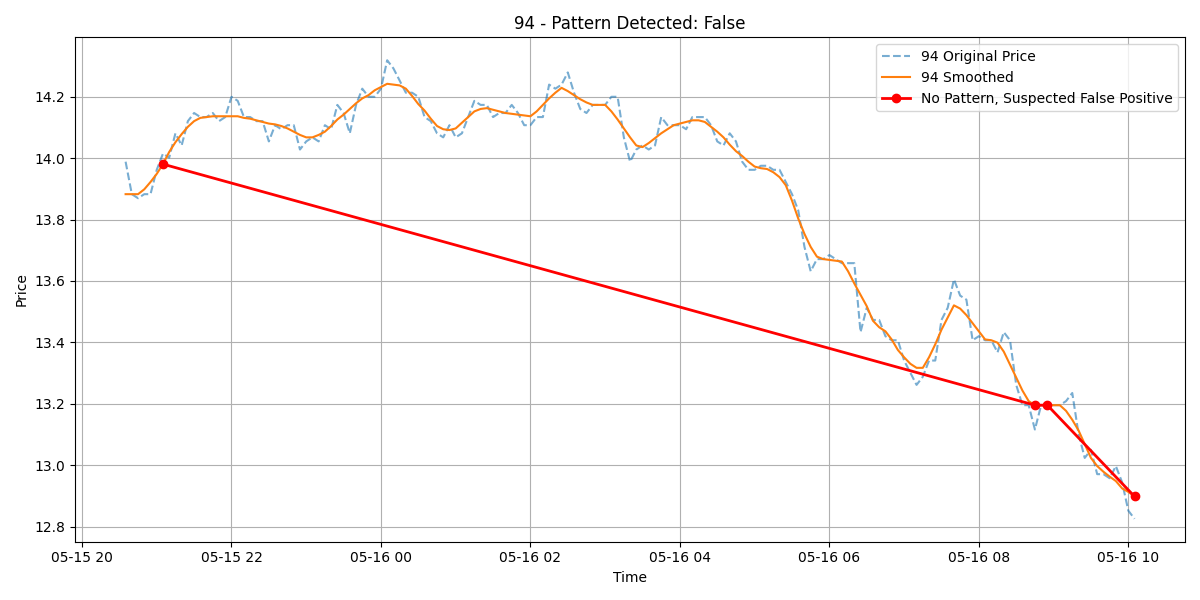 94 - Pattern Detected: False
94 Original Price
94 Smoothed
No Pattern, Suspected False Positive
Price
14.2
14.0
13.8
13.6
13.4
13.2
13.0
12.8
05-15 20
05-15 22
05-16 00
05-16 02
05-16 04
05-16 06
05-16 08
05-16 10
Time